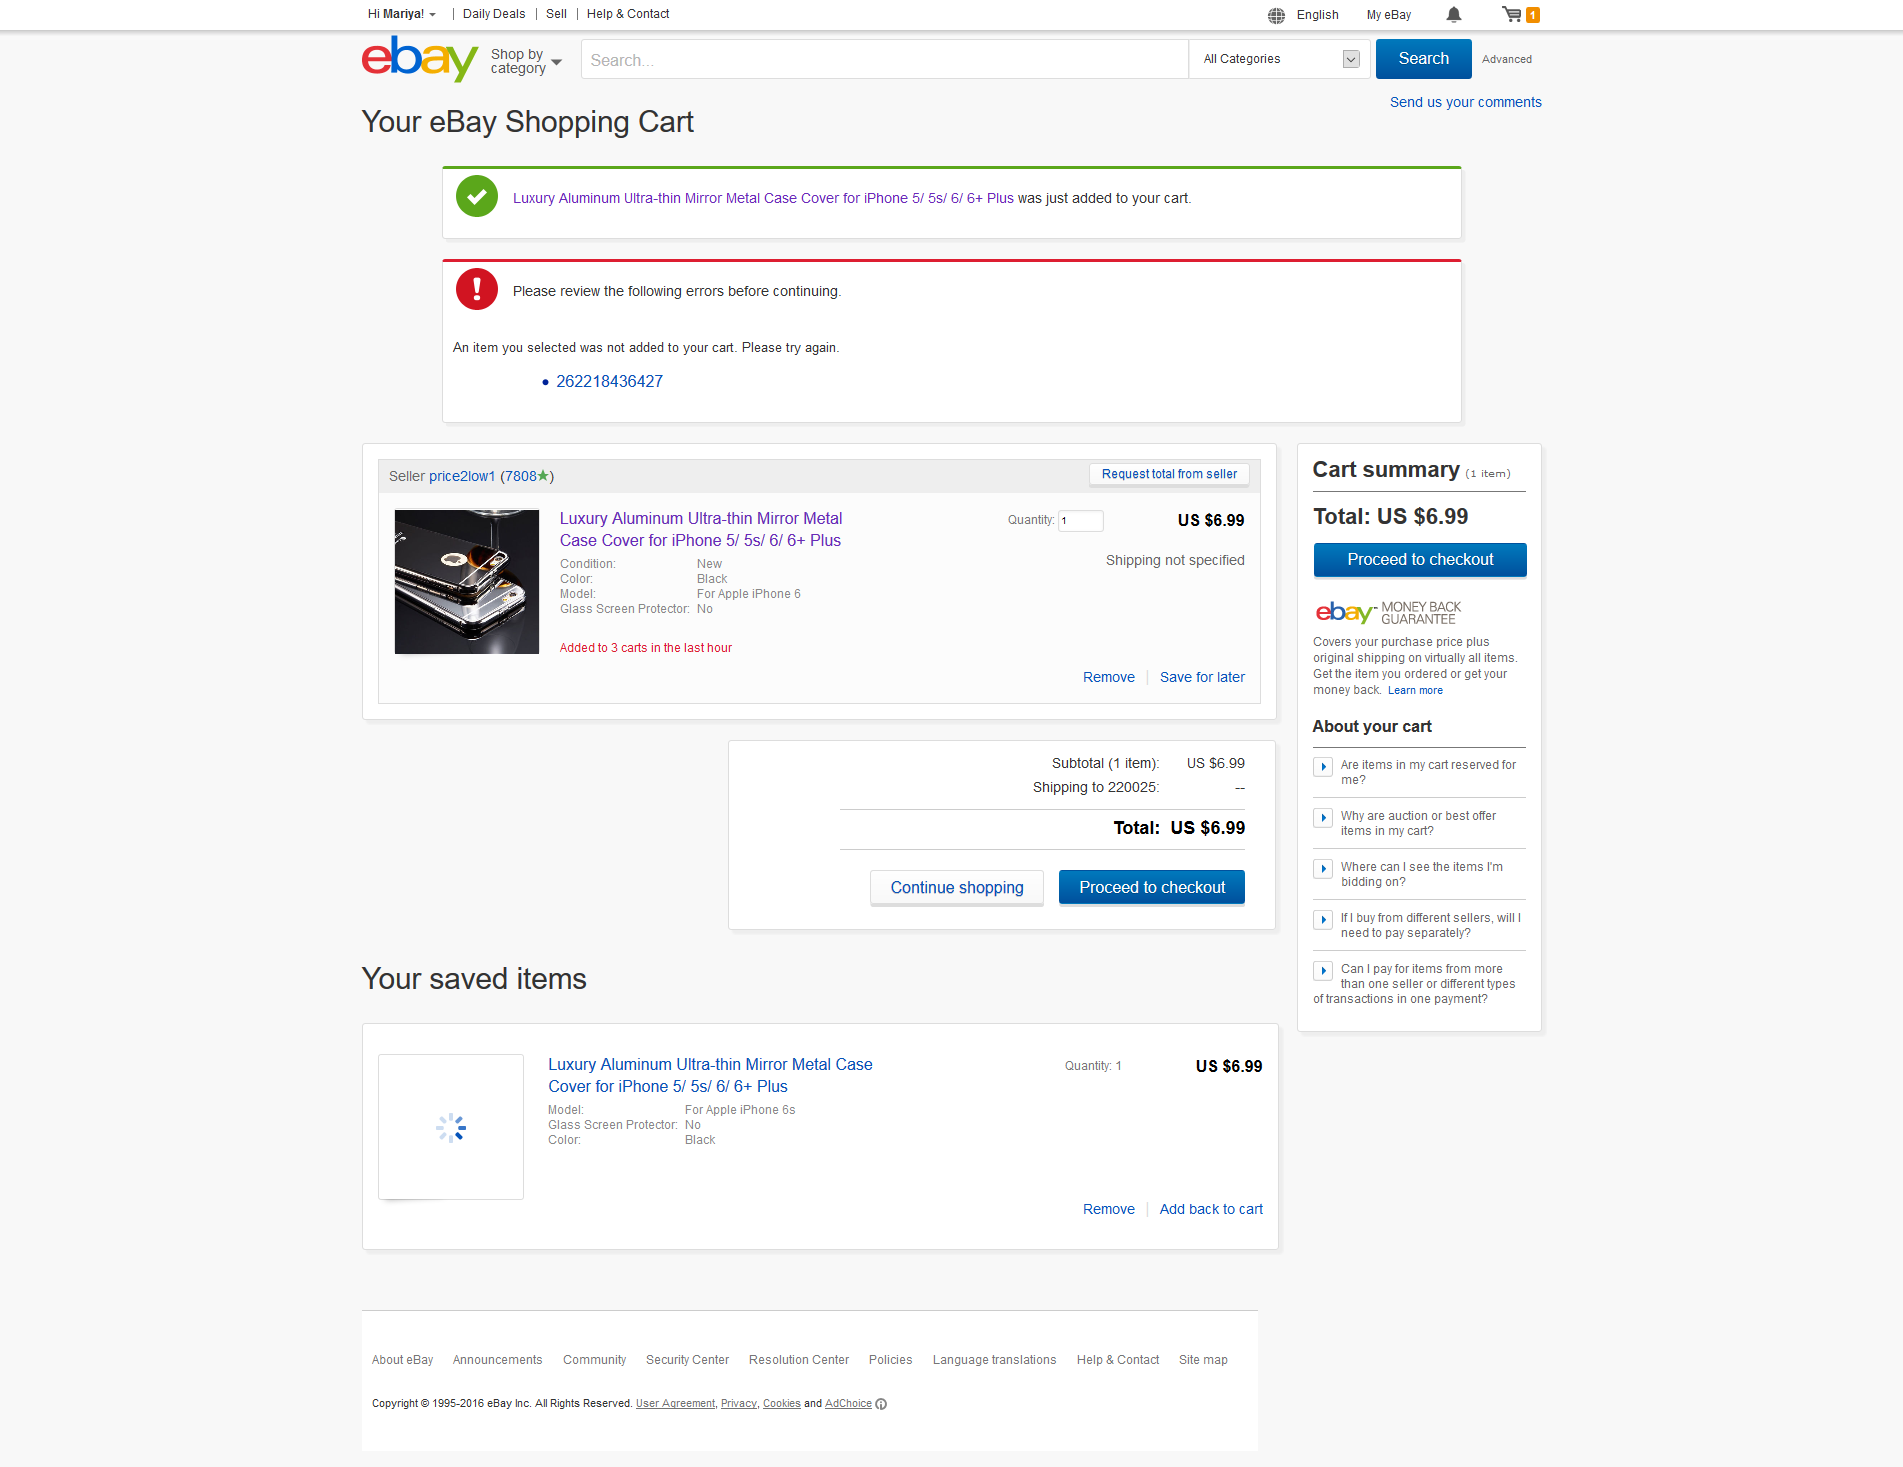 Hi Mariya! Daily Deals Sell Help & Contact English My eBay 1
ebay Shop by category Search... All Categories Search Advanced
Send us your comments
Your eBay Shopping Cart
Luxury Aluminum Ultra-thin Mirror Metal Case Cover for iPhone 5/ 5s/ 6/ 6+ Plus was just added to your cart.
Please review the following errors before continuing.
An item you selected was not added to your cart. Please try again.
• 262218436427
Seller price2low1 (7808★) Request total from seller
Luxury Aluminum Ultra-thin Mirror Metal
Case Cover for iPhone 5/ 5s/ 6/ 6+ Plus
Quantity: 1 US $6.99
Shipping not specified
Condition: New
Color: Black
Model: For Apple iPhone 6
Glass Screen Protector: No
Added to 3 carts in the last hour
Remove Save for later
Subtotal (1 item): US $6.99
Shipping to 220025: --
Total: US $6.99
Continue shopping Proceed to checkout
Cart summary (1 item)
Total: US $6.99
Proceed to checkout
ebay™ MONEY BACK
GUARANTEE
Covers your purchase price plus
original shipping on virtually all items.
Get the item you ordered or get your
money back. Learn more
About your cart
Are items in my cart reserved for
me?
Why are auction or best offer
items in my cart?
Where can I see the items I'm
bidding on?
If I buy from different sellers, will I
need to pay separately?
Can I pay for items from more
than one seller or different types
of transactions in one payment?
Your saved items
Luxury Aluminum Ultra-thin Mirror Metal Case
Cover for iPhone 5/ 5s/ 6/ 6+ Plus
Quantity: 1 US $6.99
Model: For Apple iPhone 6s
Glass Screen Protector: No
Color: Black
Remove Add back to cart
About eBay Announcements Community Security Center Resolution Center Policies Language translations Help & Contact Site map
Copyright © 1995-2016 eBay Inc. All Rights Reserved. User Agreement, Privacy, Cookies and AdChoice